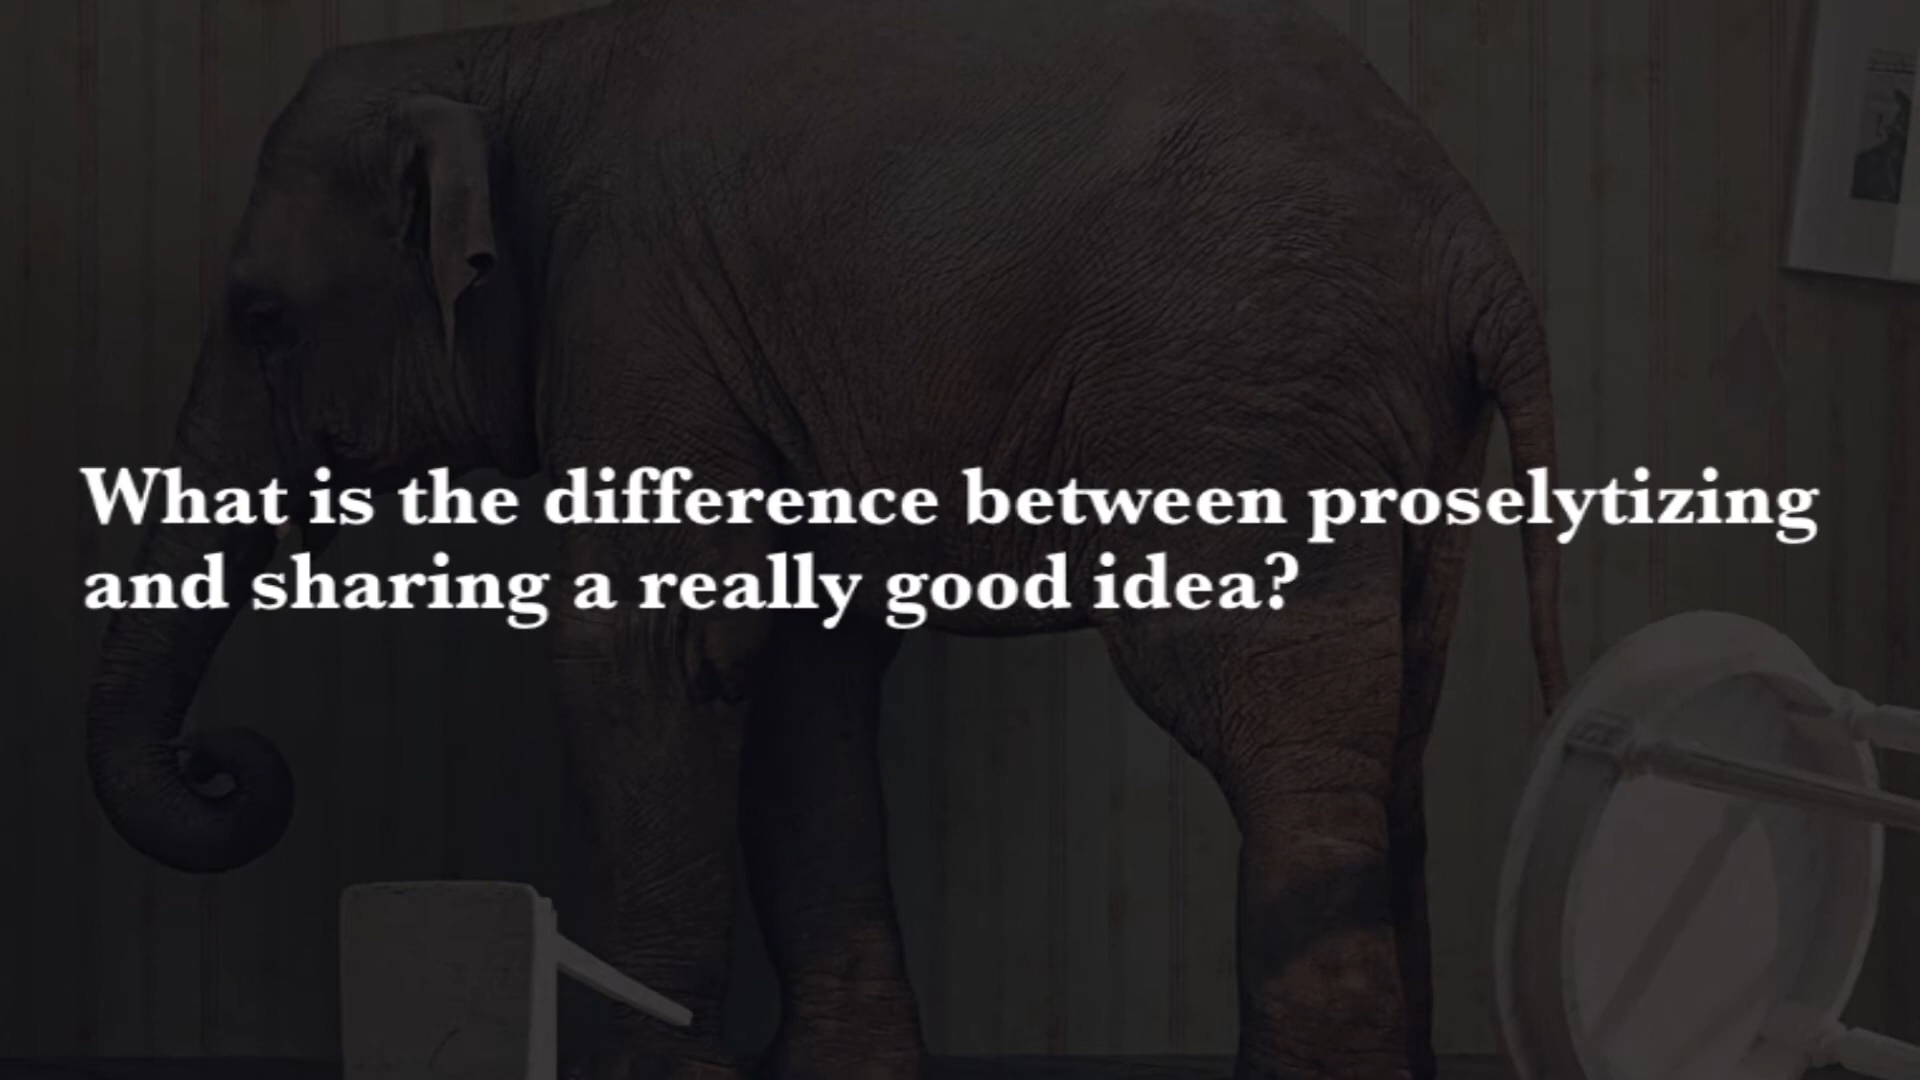 What is the difference between proselytizing
and sharing a really good idea?